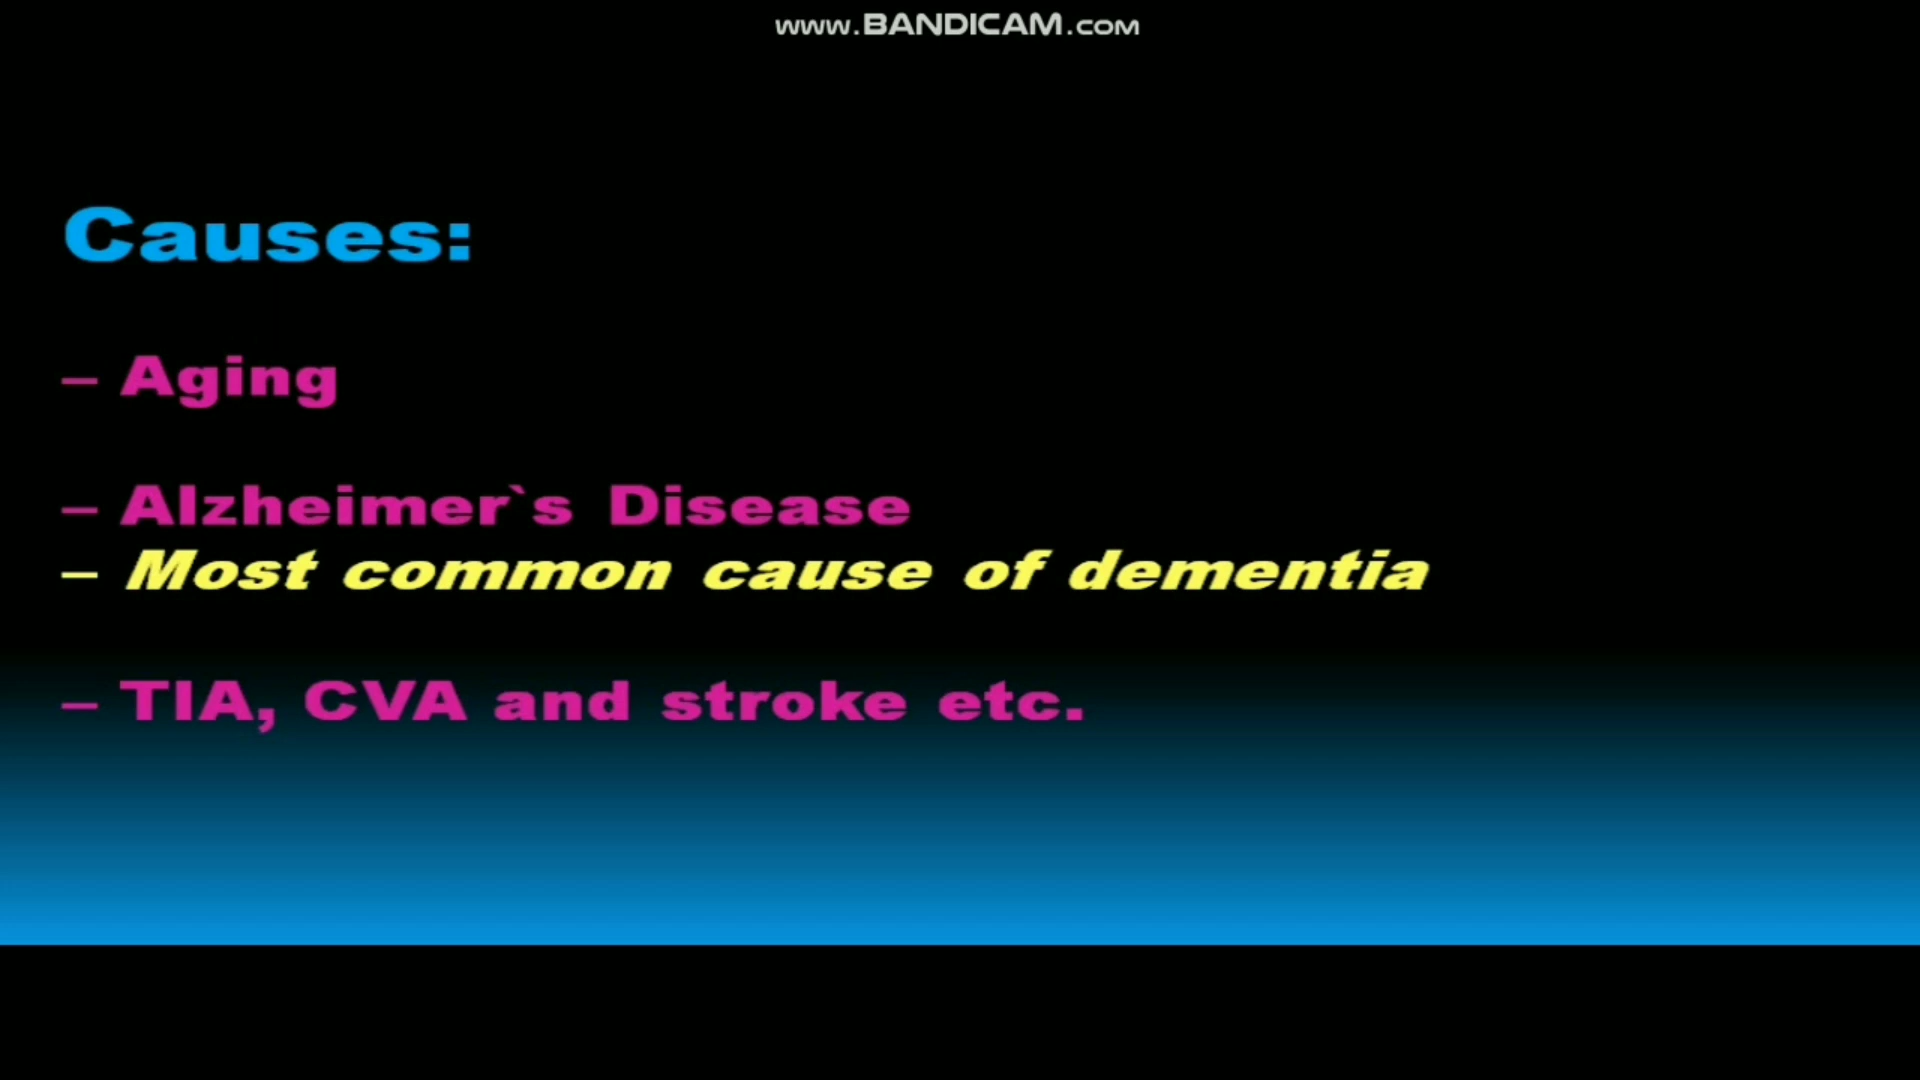 www.BANDICAM.COM
Causes:
– Aging
– Alzheimer`s Disease
– Most common cause of dementia
– TIA, CVA and stroke etc.